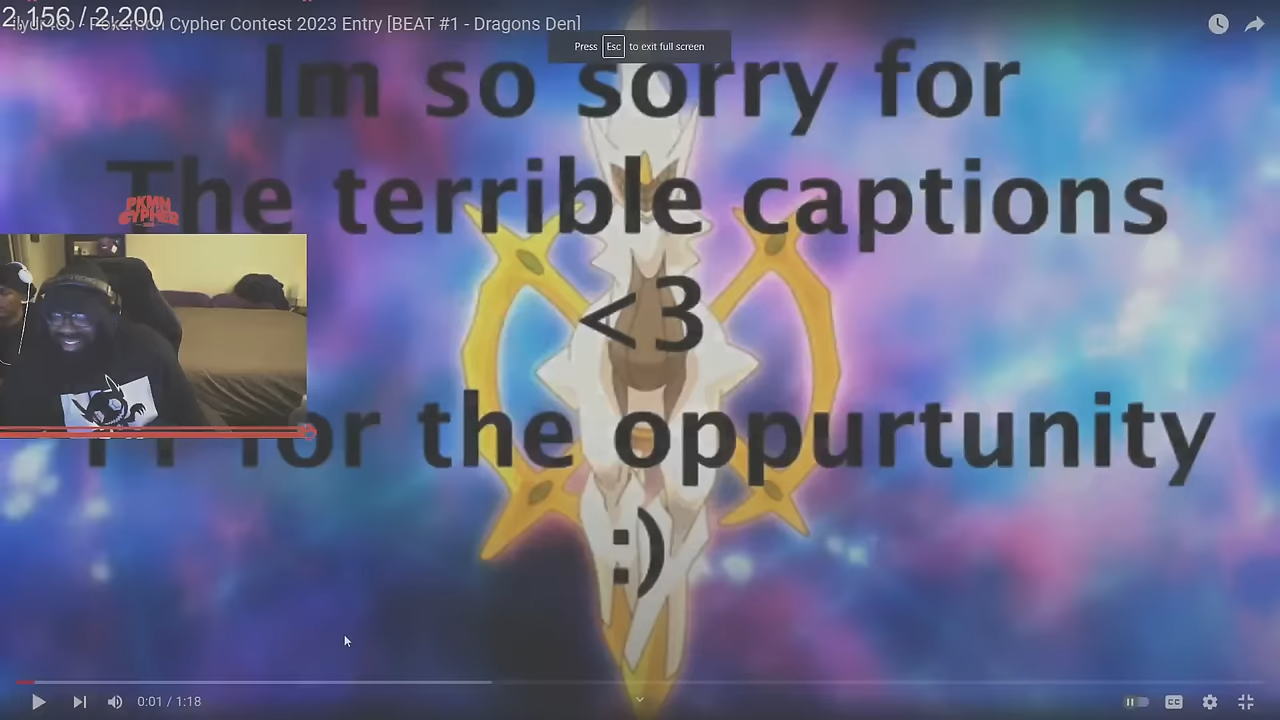 2,156 / 2,200
- Pokemon Cypher Contest 2023 Entry [BEAT #1 - Dragons Den]
Press Esc to exit full screen
Im so sorry for
The terrible captions
<3
for the oppurtunity
:)
PKMN
CYPHER
0:01 / 1:18
CC